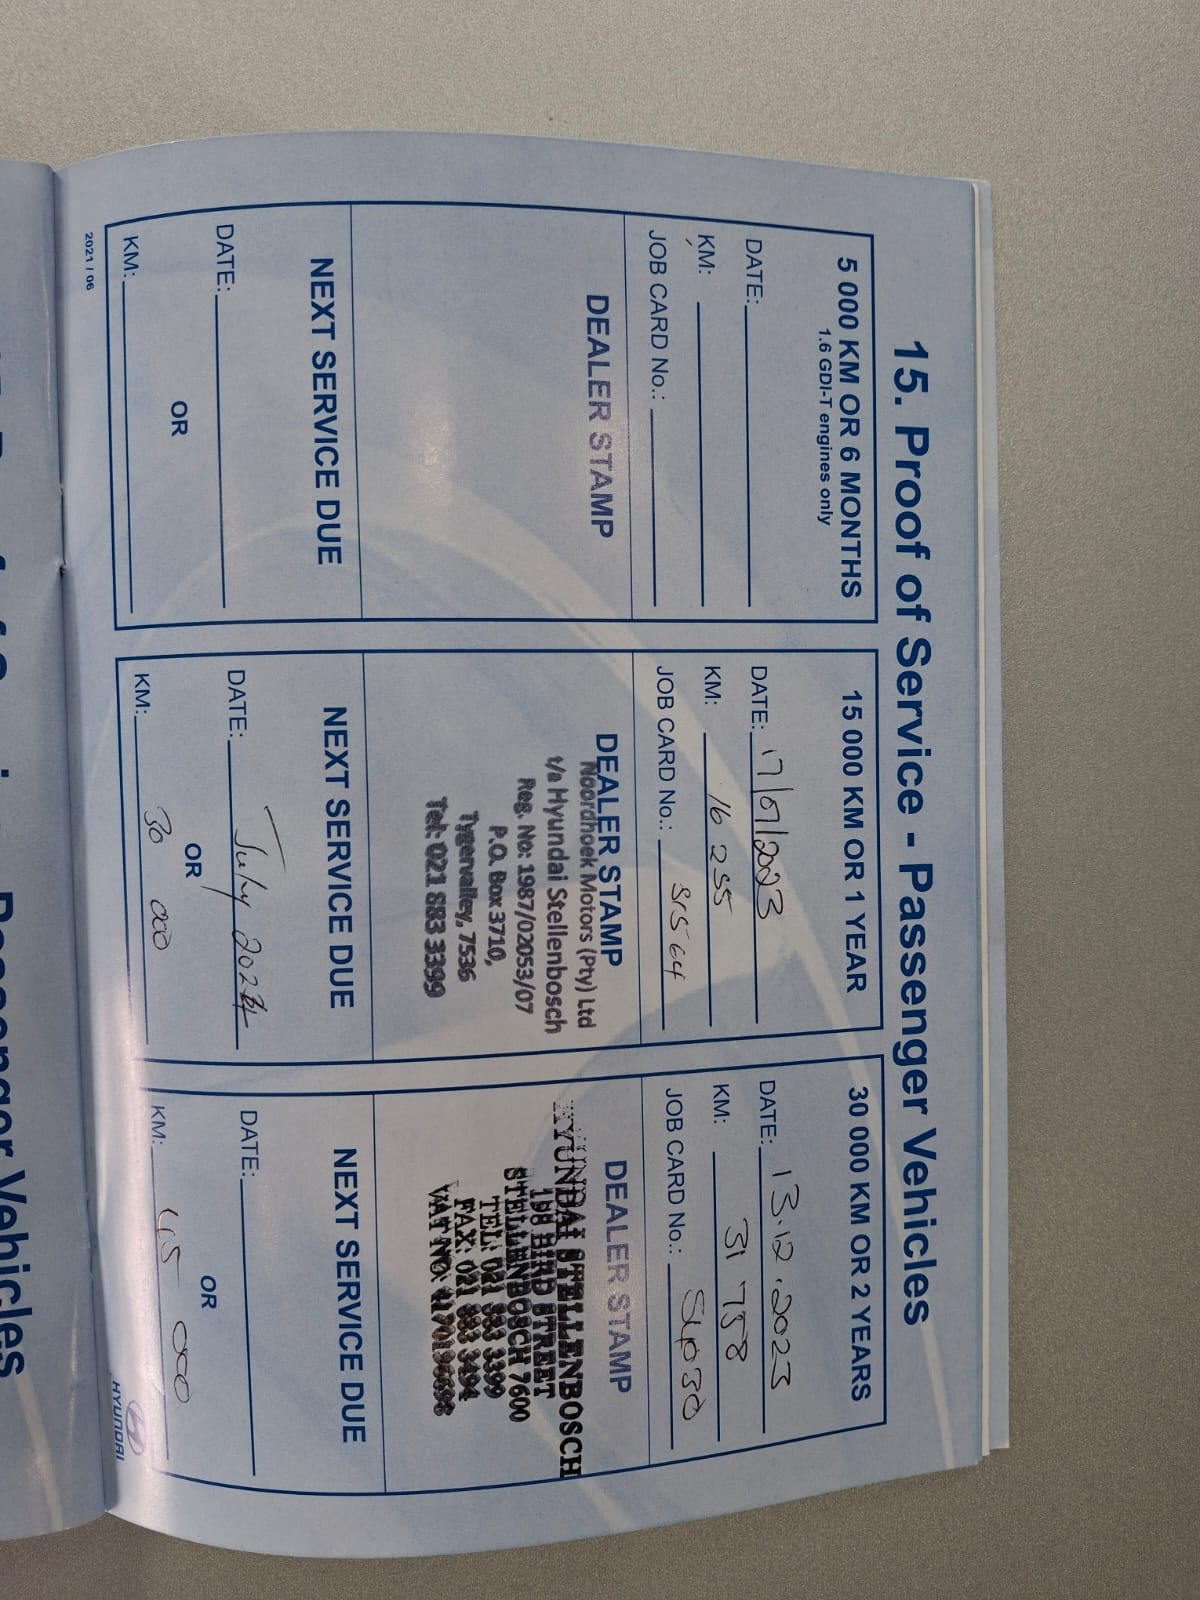 15. Proof of Service - Passenger Vehicles
5 000 KM OR 6 MONTHS
1.6 GDI-T engines only
DATE:
KM:
JOB CARD No.:
DEALER STAMP
NEXT SERVICE DUE
DATE:
OR
KM:
2021 / 06
15 000 KM OR 1 YEAR
DATE: 17/07/2023
KM: 16 255
JOB CARD No.:
DEALER STAMP
Noordhoek Motors (Pty) Ltd
t/a Hyundai Stellenbosch
Reg. No: 1987/02053/07
P.O. Box 3710,
Tygervalley, 7536
Tel: 021 883 3399
NEXT SERVICE DUE
DATE: July 2024
OR
KM: 30 000
30 000 KM OR 2 YEARS
DATE: 13.12.2023
KM: 31 758
JOB CARD No.:
DEALER STAMP
HYUNDAI STELLENBOSCH
158 BIRD STREET
STELLENBOSCH 7600
TEL: 021 883 3399
FAX: 021 883 3494
VAT NO:
NEXT SERVICE DUE
DATE:
OR
KM: 45 000
HYUNDAI
Passenger Vehicles